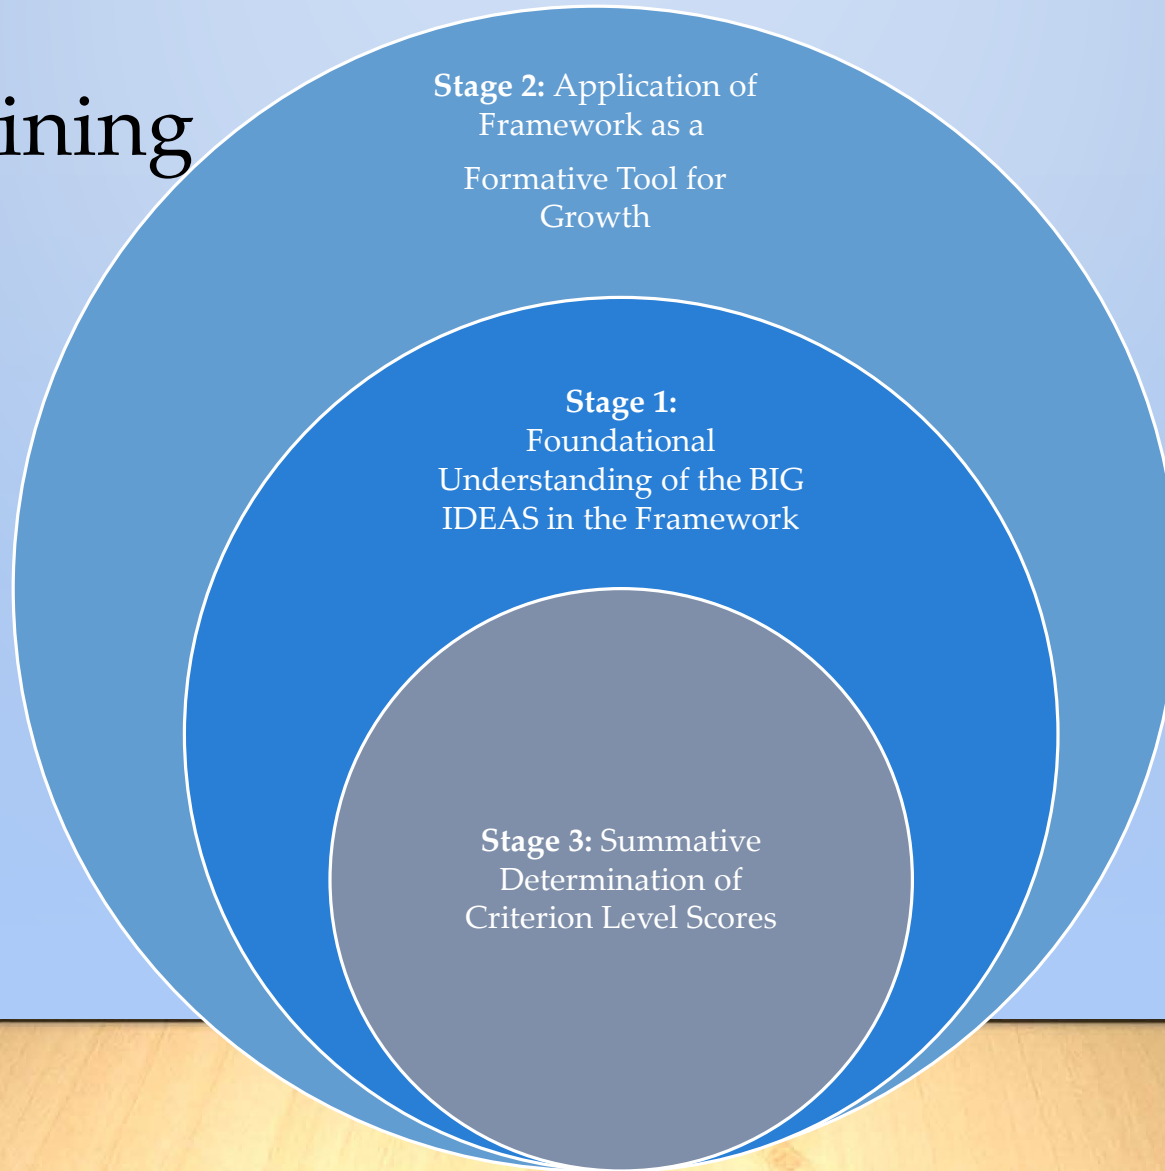 ining
Stage 2: Application of
Framework as a
Formative Tool for
Growth
Stage 1:
Foundational
Understanding of the BIG
IDEAS in the Framework
Stage 3: Summative
Determination of
Criterion Level Scores